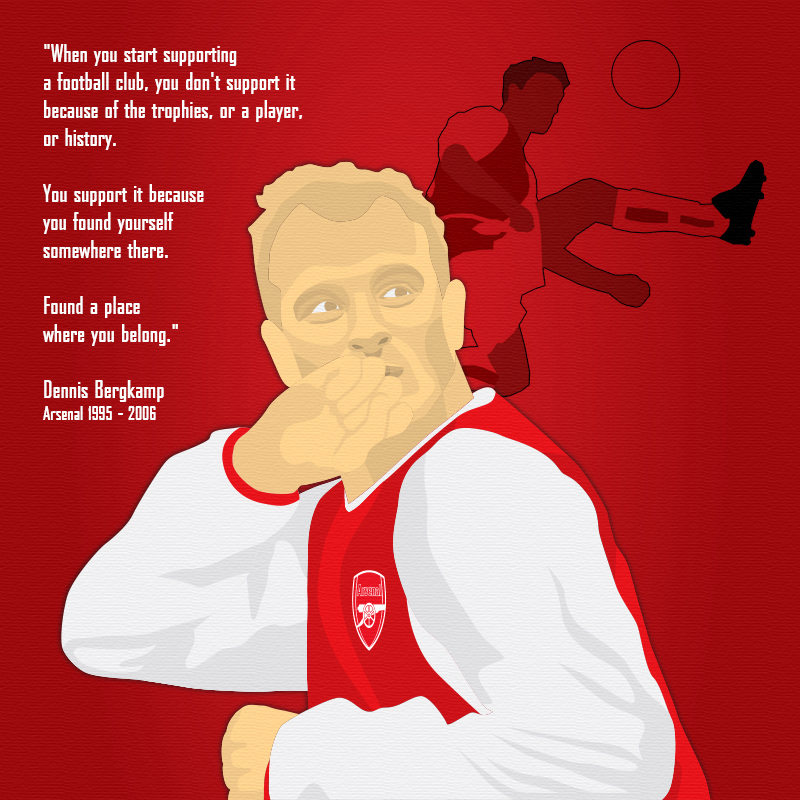 "When you start supporting
a football club, you don't support it
because of the trophies, or a player,
or history.
You support it because
you found yourself
somewhere there.
Found a place
where you belong."
Dennis Bergkamp
Arsenal 1995 - 2006
Arsenal